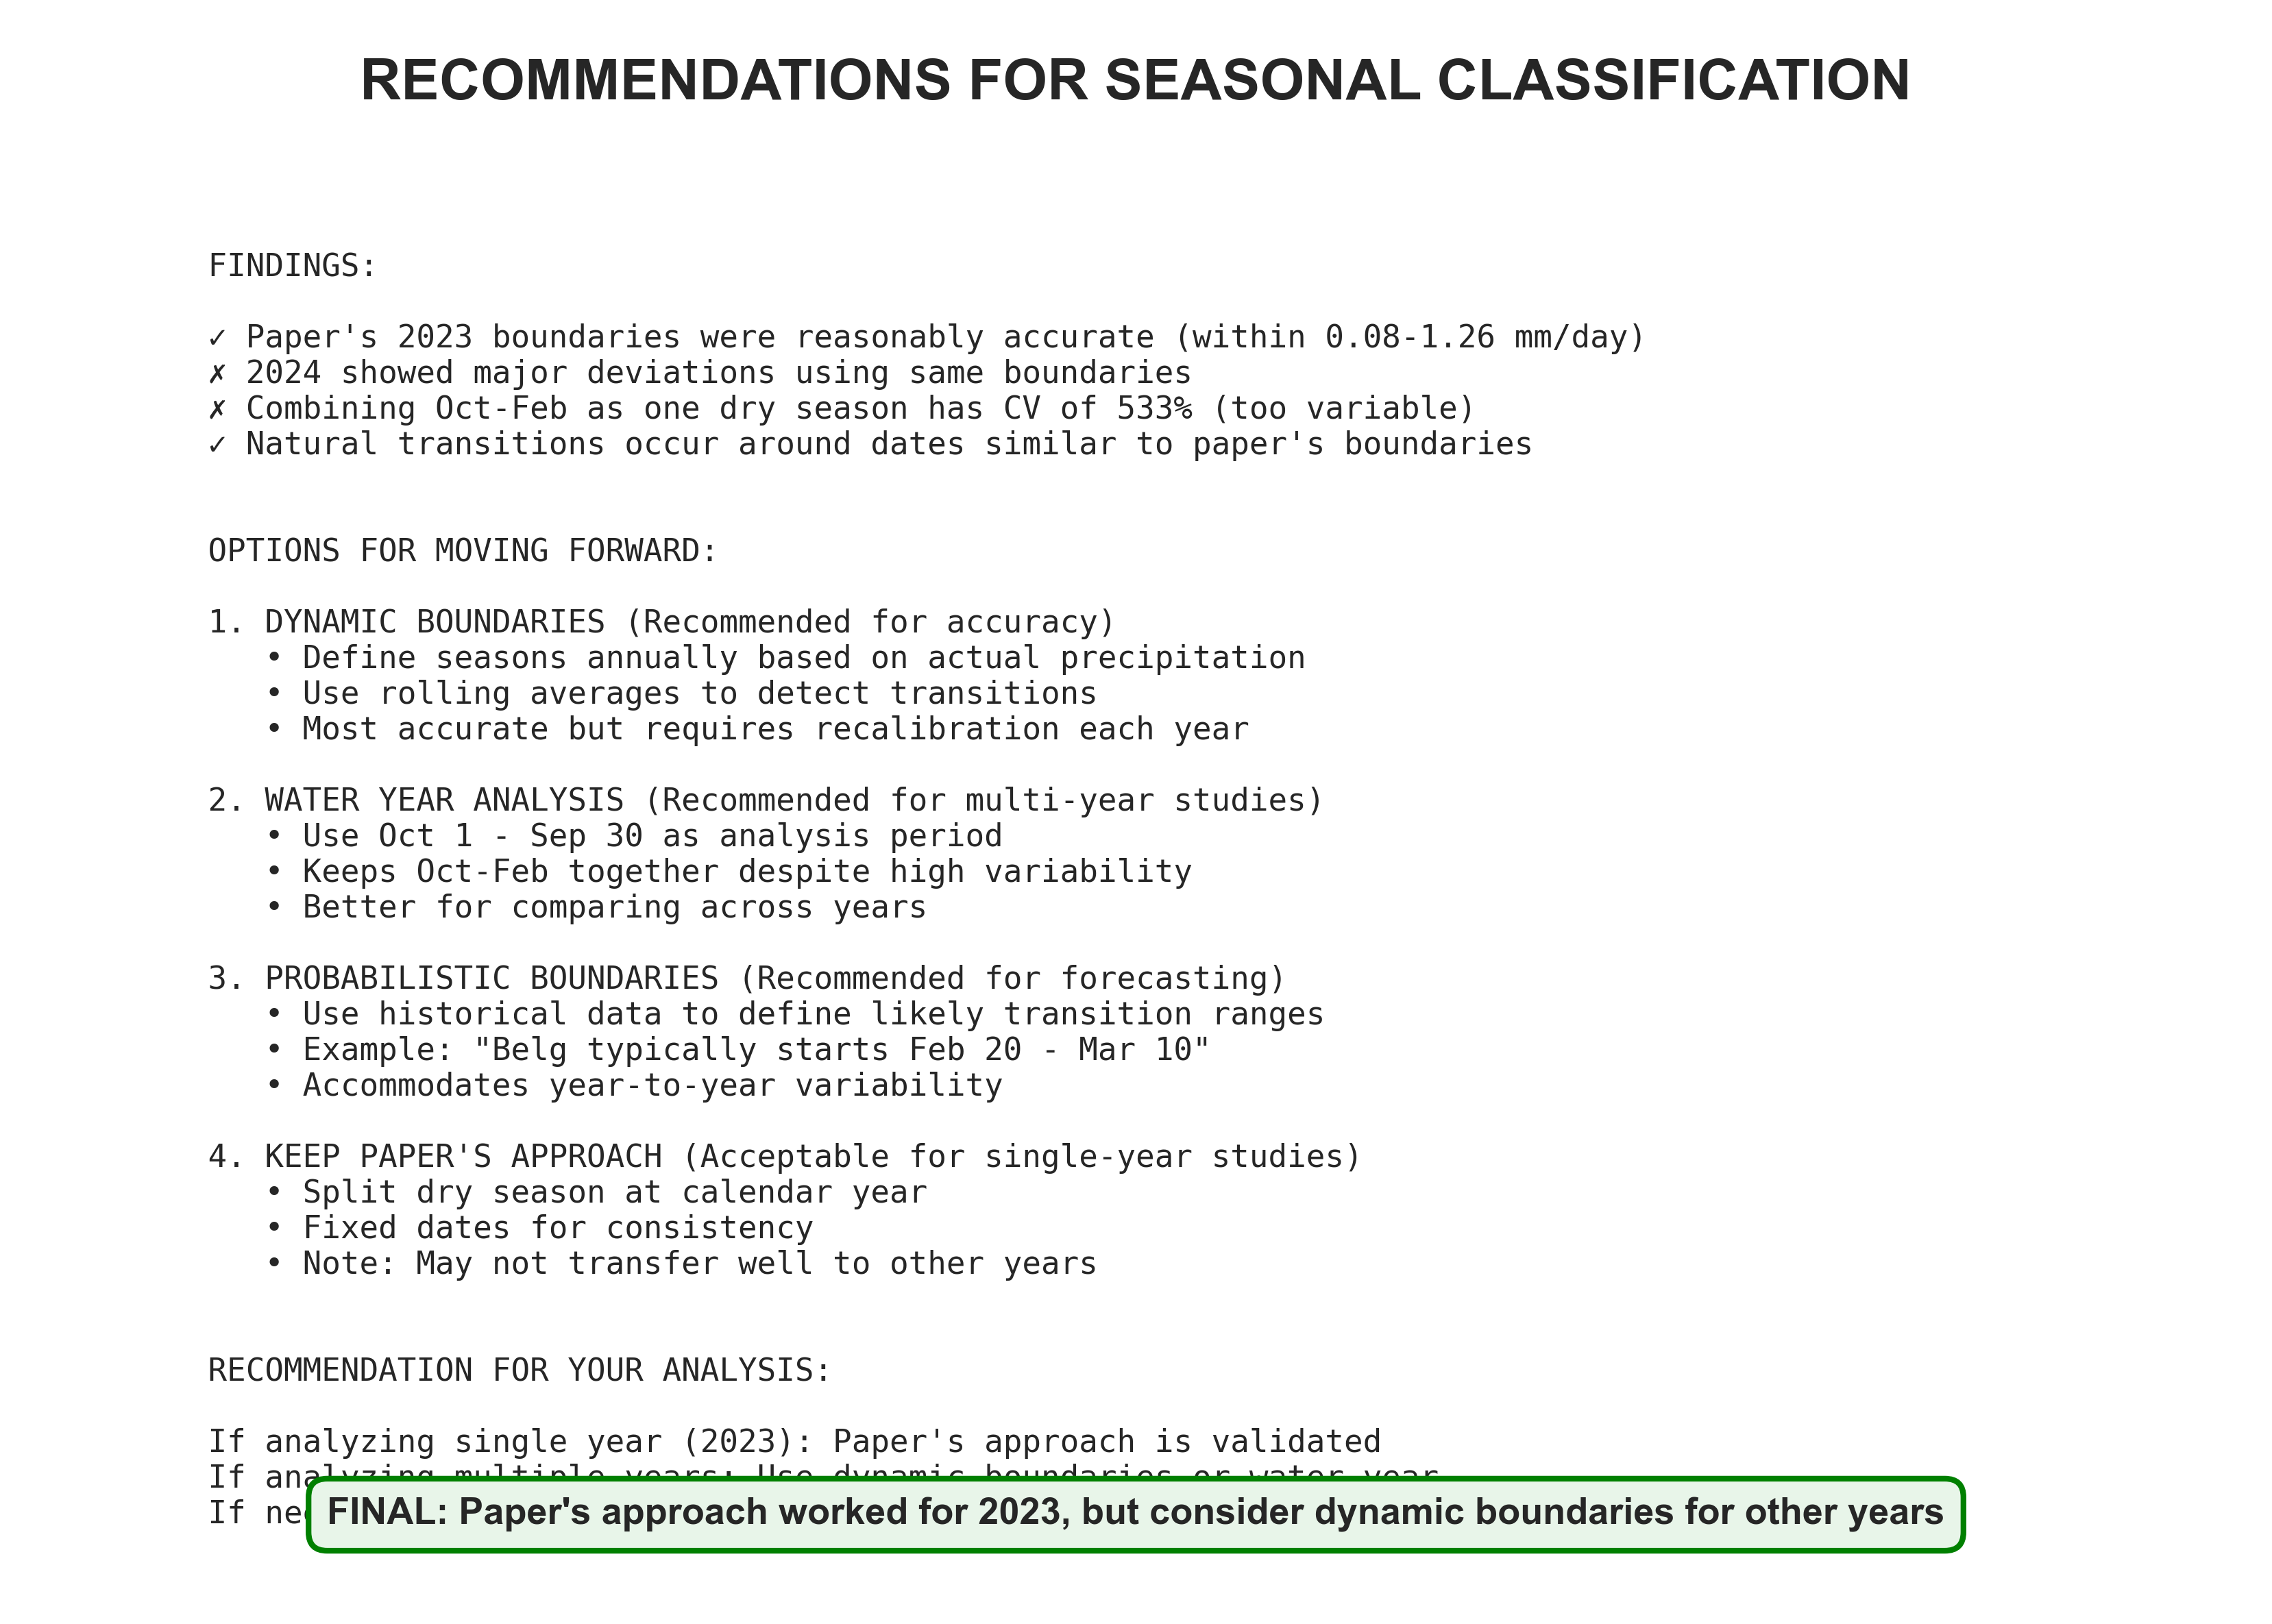 RECOMMENDATIONS FOR SEASONAL CLASSIFICATION
FINDINGS:
✓ Paper's 2023 boundaries were reasonably accurate (within 0.08-1.26 mm/day)
✗ 2024 showed major deviations using same boundaries
✗ Combining Oct-Feb as one dry season has CV of 533% (too variable)
✓ Natural transitions occur around dates similar to paper's boundaries
OPTIONS FOR MOVING FORWARD:
1. DYNAMIC BOUNDARIES (Recommended for accuracy)
• Define seasons annually based on actual precipitation
• Use rolling averages to detect transitions
• Most accurate but requires recalibration each year
2. WATER YEAR ANALYSIS (Recommended for multi-year studies)
• Use Oct 1 - Sep 30 as analysis period
• Keeps Oct-Feb together despite high variability
• Better for comparing across years
3. PROBABILISTIC BOUNDARIES (Recommended for forecasting)
• Use historical data to define likely transition ranges
• Example: "Belg typically starts Feb 20 - Mar 10"
• Accommodates year-to-year variability
4. KEEP PAPER'S APPROACH (Acceptable for single-year studies)
• Split dry season at calendar year
• Fixed dates for consistency
• Note: May not transfer well to other years
RECOMMENDATION FOR YOUR ANALYSIS:
If analyzing single year (2023): Paper's approach is validated
If analyzing multiple years: Use dynamic boundaries or water year
If
FINAL: Paper's approach worked for 2023, but consider dynamic boundaries for other years